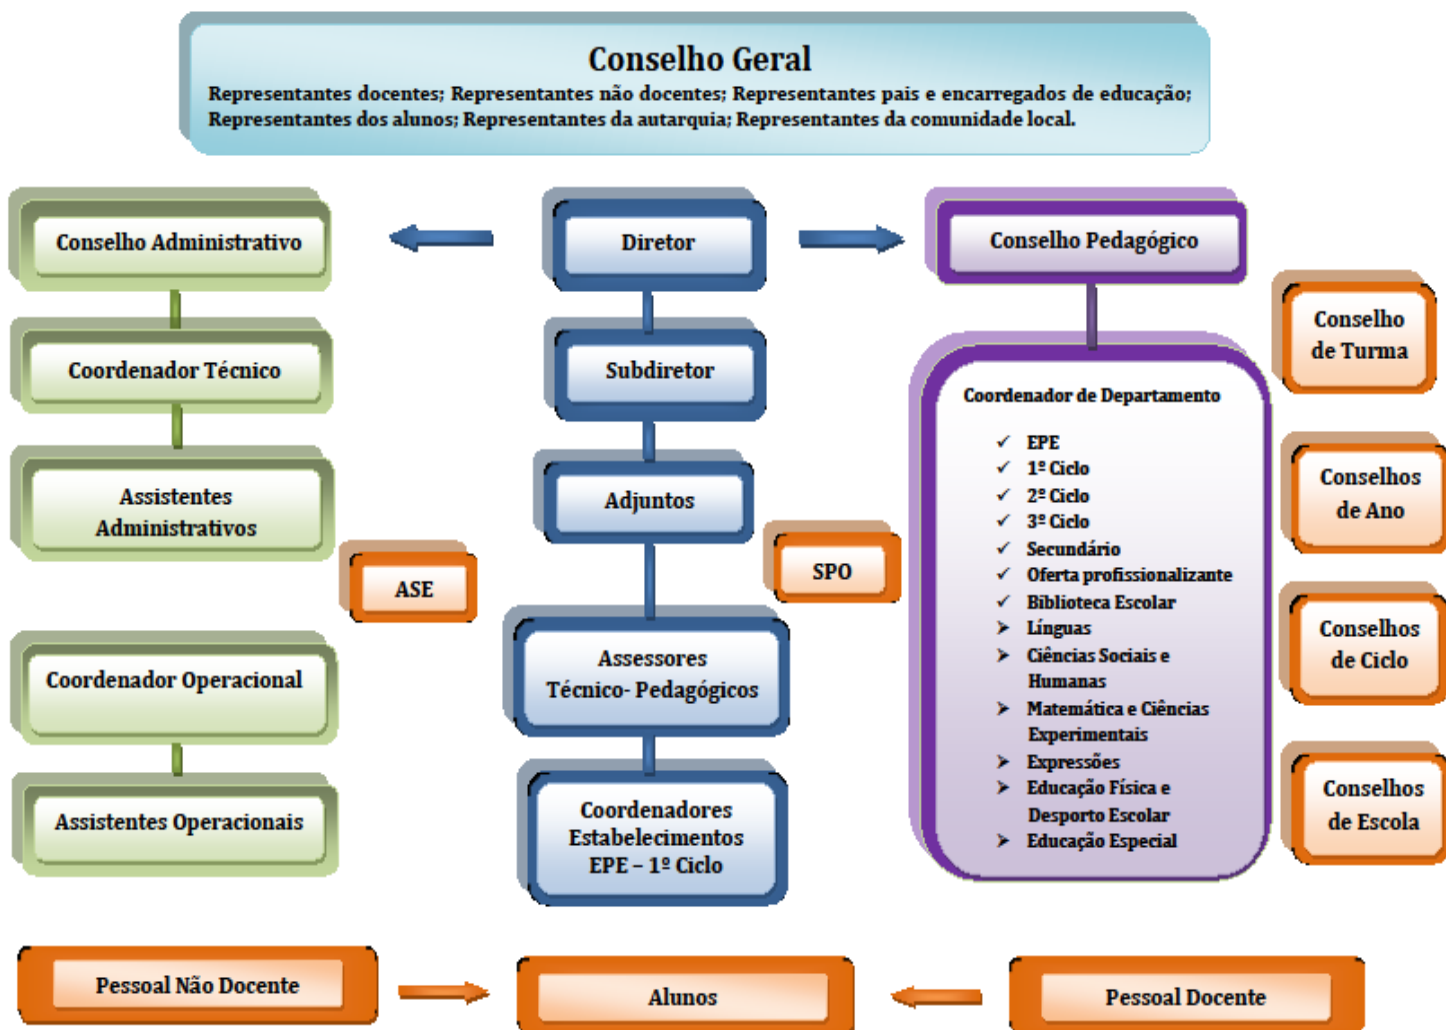 Conselho Geral
Representantes docentes; Representantes não docentes; Representantes pais e encarregados de educação;
Representantes dos alunos; Representantes da autarquia; Representantes da comunidade local.
Conselho Administrativo
Diretor
Conselho Pedagógico
Coordenador Técnico
Subdiretor
Assistentes
Administrativos
Adjuntos
ASE
SPO
Coordenador Operacional
Assessores
Técnico- Pedagógicos
Assistentes Operacionais
Coordenadores
Estabelecimentos
EPE – 1º Ciclo
Coordenador de Departamento
✓ EPE
✓ 1º Ciclo
✓ 2º Ciclo
✓ 3º Ciclo
✓ Secundário
✓ Oferta profissionalizante
✓ Biblioteca Escolar
➤ Línguas
➤ Ciências Sociais e
Humanas
➤ Matemática e Ciências
Experimentais
➤ Expressões
➤ Educação Física e
Desporto Escolar
➤ Educação Especial
Conselho
de Turma
Conselhos
de Ano
Conselhos
de Ciclo
Conselhos
de Escola
Pessoal Não Docente
Alunos
Pessoal Docente